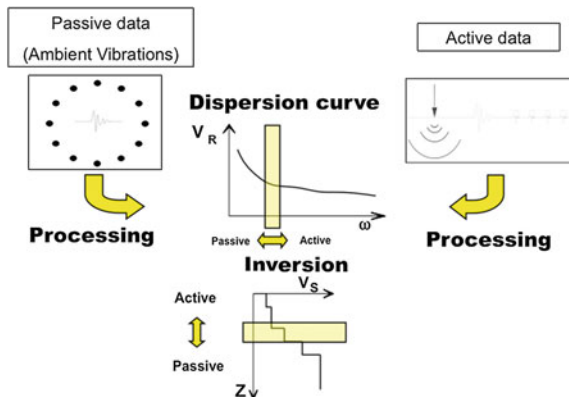 Passive data
(Ambient Vibrations)
Active data
Dispersion curve
V R
ω
Processing
Processing
Passive
Active
Inversion
V S
Active
Passive
Z